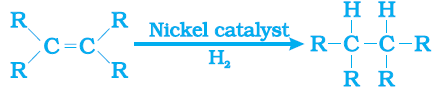 R R H H
C=C Nickel catalyst R–C–C–R
R R H₂ R R